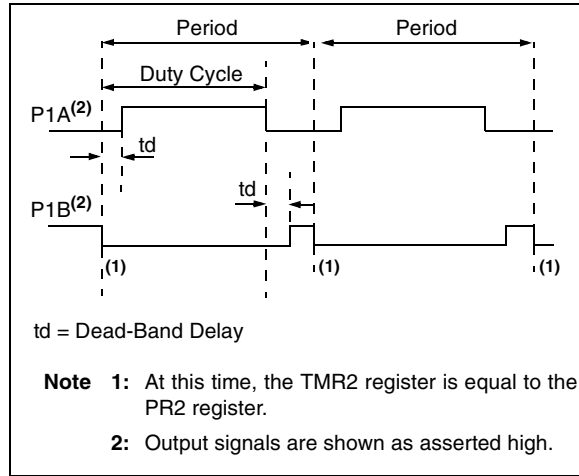 Period Period
Duty Cycle
P1A(2)
td
td
P1B(2)
(1) (1) (1)
td = Dead-Band Delay
Note 1: At this time, the TMR2 register is equal to the
PR2 register.
2: Output signals are shown as asserted high.